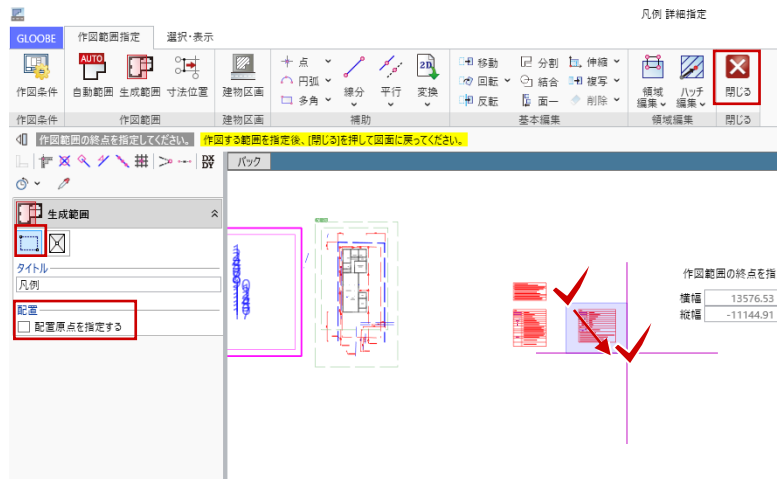 凡例 詳細指定
GLOOBE 作図範囲指定 選択・表示
AUTO 2D
点 円弧 多角 移動 回転 反転 分割 結合 面一 伸縮 複写 削除
作図条件 自動範囲 生成範囲 寸法位置 建物区画 線分 平行 変換 領域編集 ハッチ編集 閉じる
作図条件 作図範囲 建物区画 補助 基本編集 領域編集 閉じる
作図範囲の終点を指定してください。 作図する範囲を指定後、[閉じる]を押して図面に戻ってください。
DX
DY
バック
生成範囲
タイトル
凡例
配置
配置原点を指定する
作図範囲の終点を指
横幅 13576.53
縦幅 -11144.91